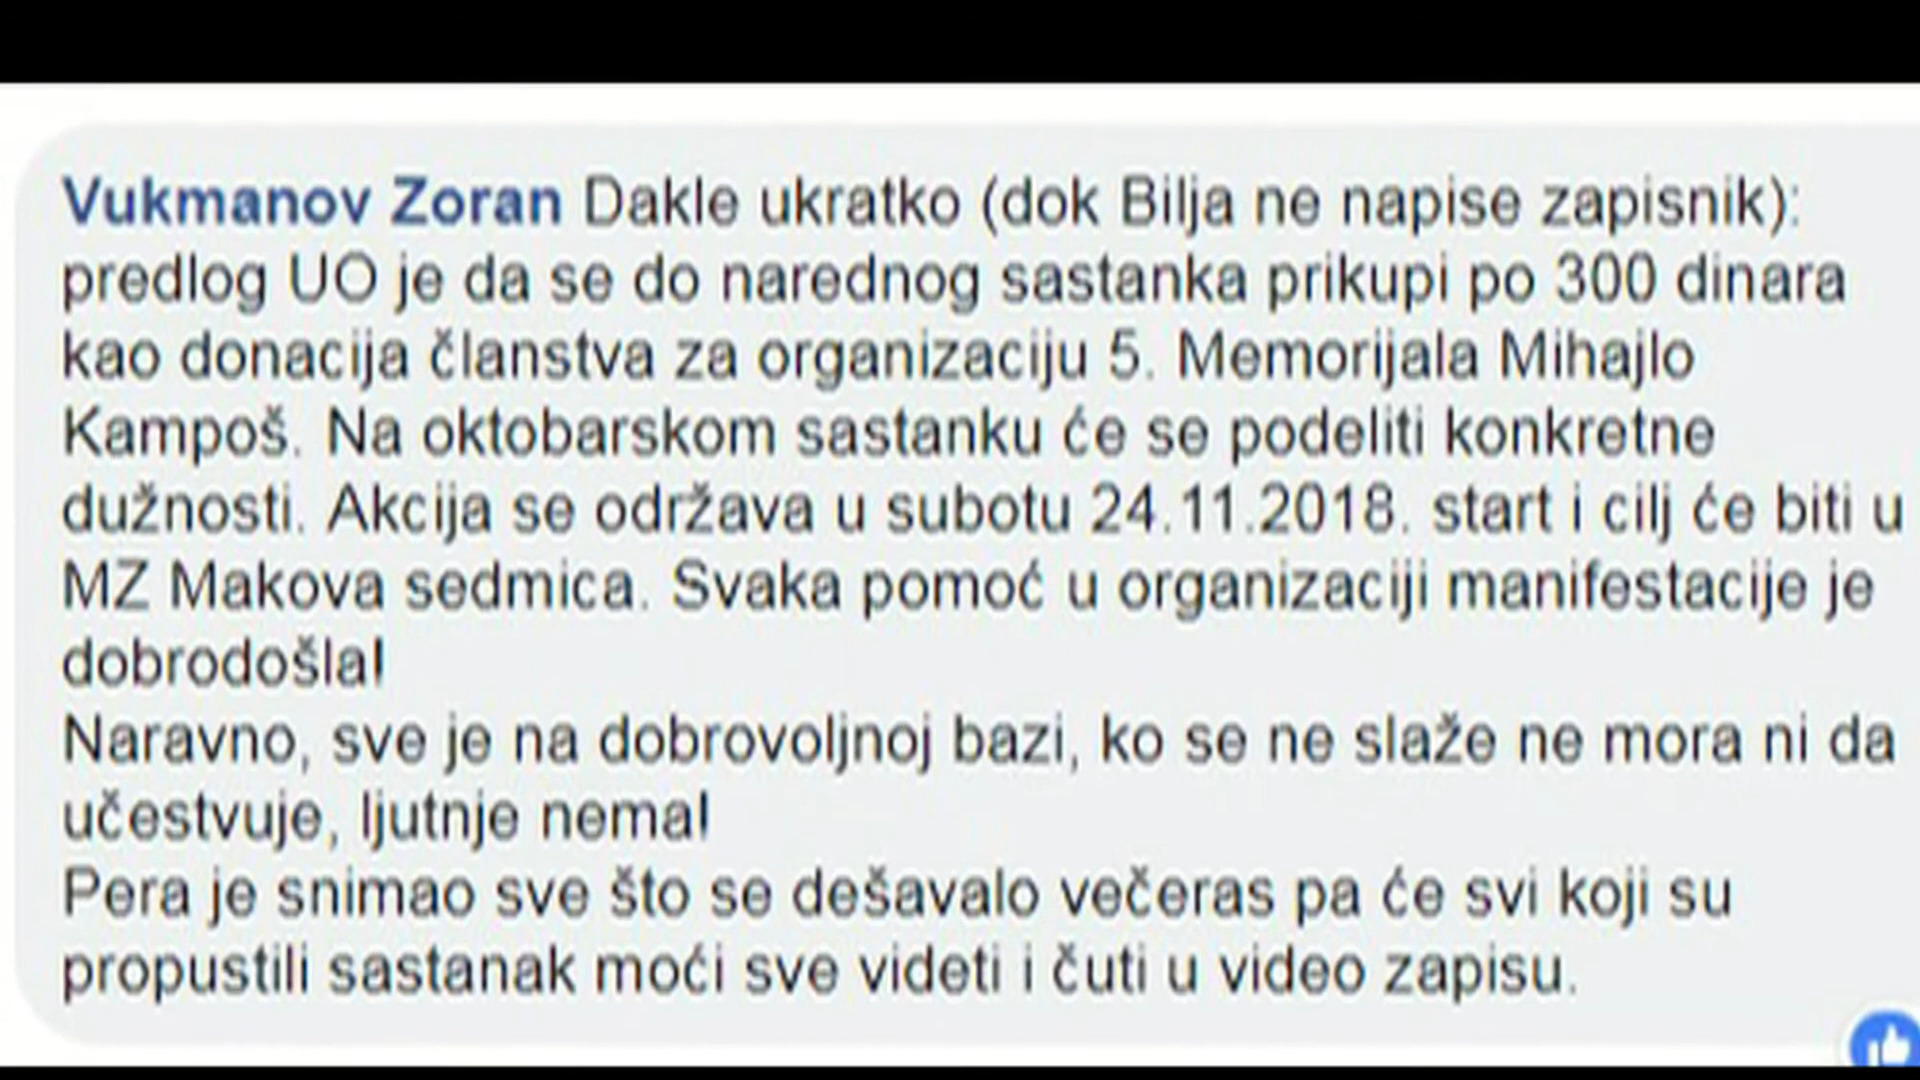 Vukmanov Zoran Dakle ukratko (dok Bilja ne napise zapisnik):
predlog UO je da se do narednog sastanka prikupi po 300 dinara
kao donacija članstva za organizaciju 5. Memorijala Mihajlo
Kampoš. Na oktobarskom sastanku će se podeliti konkretne
dužnosti. Akcija se održava u subotu 24.11.2018. start i cilj će biti u
MZ Makova sedmica. Svaka pomoć u organizaciji manifestacije je
dobrodošla!
Naravno, sve je na dobrovoljnoj bazi, ko se ne slaže ne mora ni da
učestvuje, ljutnje nema!
Pera je snimao sve što se dešavalo večeras pa će svi koji su
propustili sastanak moći sve videti i čuti u video zapisu.